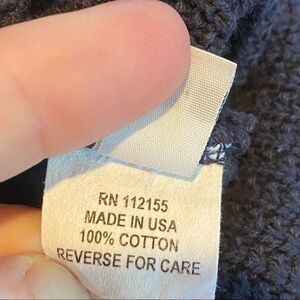 RN 112155
MADE IN USA
100% COTTON
REVERSE FOR CARE